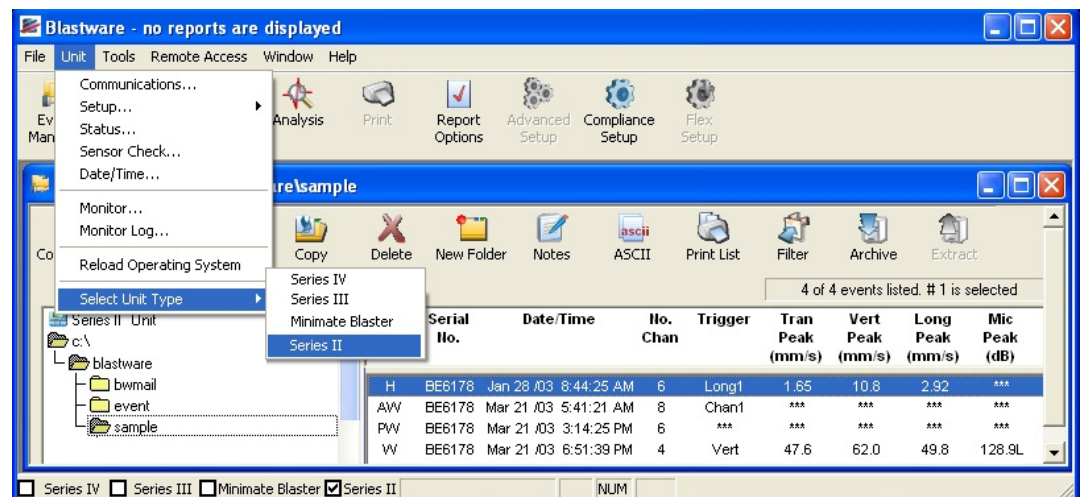 Blastware - no reports are displayed
File Unit Tools Remote Access Window Help
Communications...
Setup...
Status...
Sensor Check...
Date/Time...
Monitor...
Monitor Log...
Reload Operating System
Select Unit Type
Series IV
Series III
Minimate Blaster
Series II
Ev
Man
Analysis
Print
Report
Options
Advanced
Setup
Compliance
Setup
Flex
Setup
re\sample
Co
Copy
Delete
New Folder
Notes
ascii
ASCII
Print List
Filter
Archive
Extract
4 of 4 events listed. # 1 is selected
Series II Unit
c:\
blastware
bwmail
event
sample
Serial No. Date/Time No. Chan Trigger Tran Peak (mm/s) Vert Peak (mm/s) Long Peak (mm/s) Mic Peak (dB)
H BE6178 Jan 28 /03 8:44:25 AM 6 Long1 1.65 10.8 2.92 ***
AW BE6178 Mar 21 /03 5:41:21 AM 8 Chan1 *** *** *** ***
PW BE6178 Mar 21 /03 3:14:25 PM 6 *** *** *** *** ***
W BE6178 Mar 21 /03 6:51:39 PM 4 Vert 47.6 62.0 49.8 128.9L
Series IV Series III Minimate Blaster Series II NUM